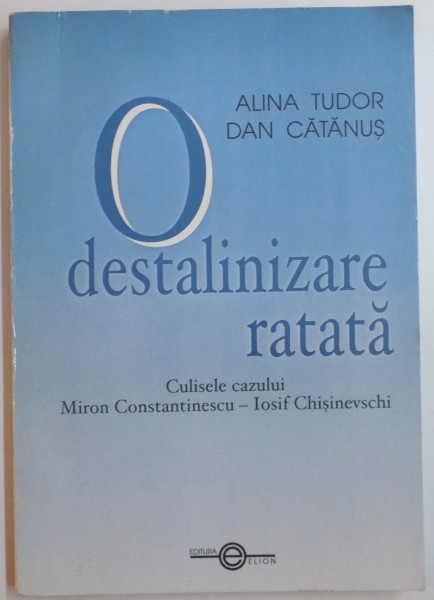 ALINA TUDOR
DAN CĂTĂNUȘ
O
destalinizare
ratată
Culisele cazului
Miron Constantinescu – Iosif Chișinevschi
EDITURA
ELION